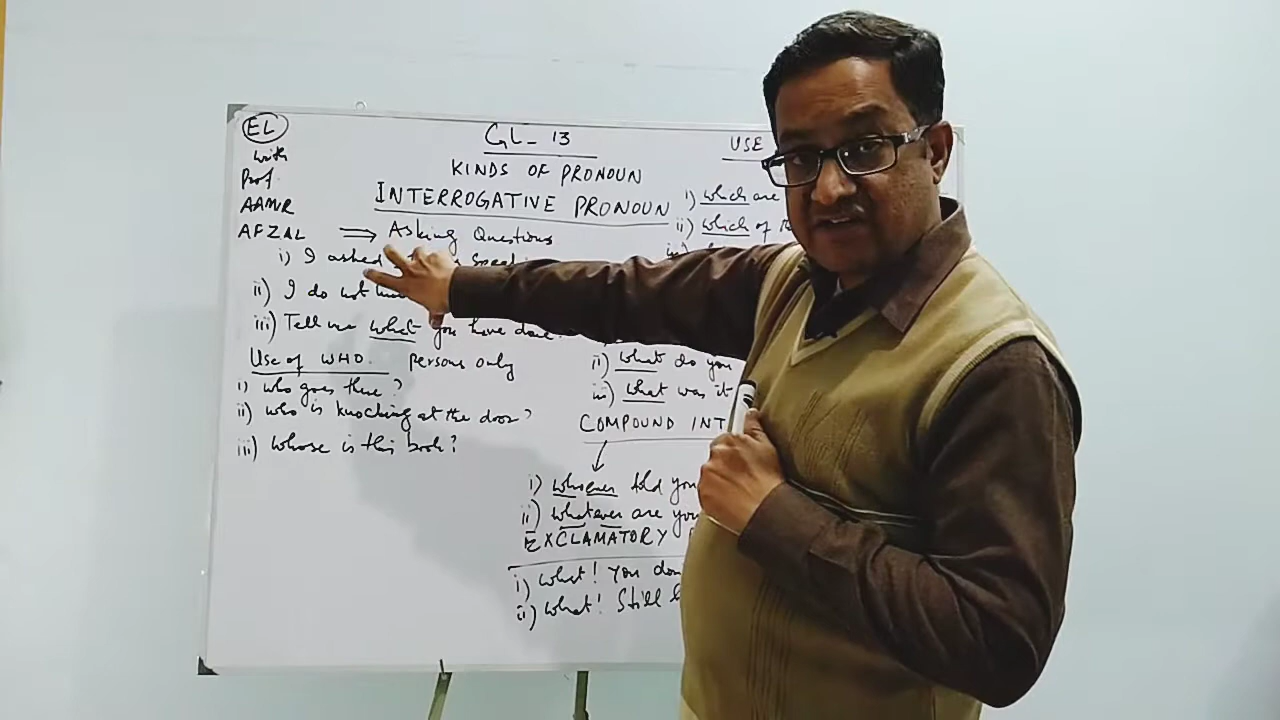 EL
with
Prof.
AAMR
AFZAL
GL- 13
KINDS OF PRONOUN
INTERROGATIVE PRONOUN
⇒ Asking Questions
i) I asked
ii) I do not
iii) Tell me what you have done.
Use of WHO. persons only
i) who goes there?
ii) who is knocking at the door?
iii) Whose is this book?
USE
i) which are
ii) which of
ii) what do you
iii) what was it
COMPOUND INT
i) whoever told you
ii) whatever are you
EXCLAMATORY
i) What! You don
ii) What! Still